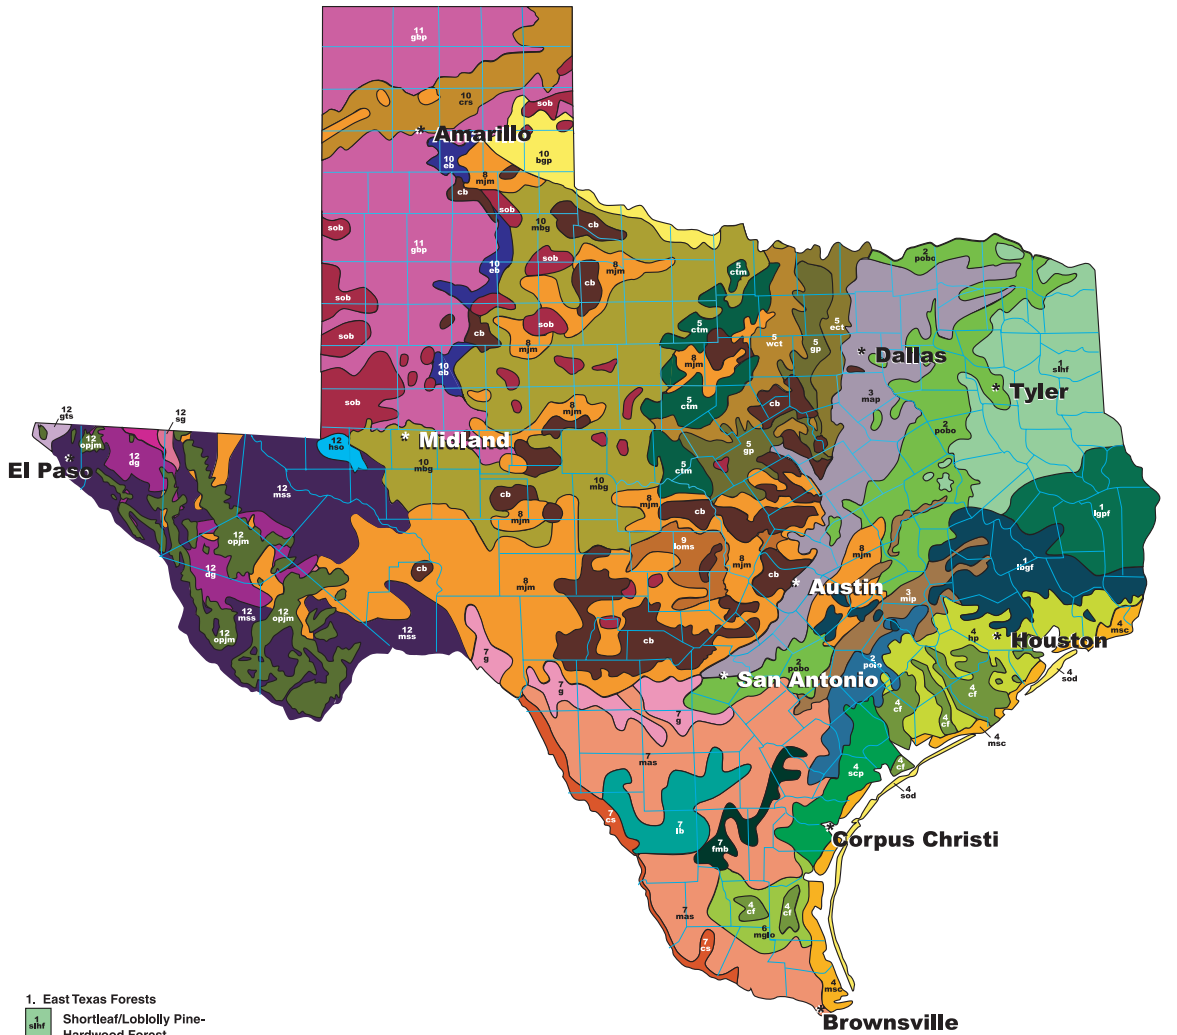 11
gbp
10
crs
sob
* Amarillo
10
eb
10
bgp
8
mjm
cb
sob
10
mbg
cb
sob
11
gbp
10
eb
sob
8
mjm
cb
5
ctm
2
pobo
sob
sob
sob
cb
8
mjm
5
ctm
5
wct
5
gp
5
ect
* Dallas
10
eb
8
mjm
1
slhf
* Tyler
sob
8
mjm
5
ctm
cb
3
map
12
gts
12
sg
12
opjm
12
dg
12
hso
* Midland
2
pobo
El Paso
*
10
mbg
5
gp
5
ctm
12
mss
10
mbg
cb
8
mjm
8
mjm
cb
1
lgpf
12
opjm
9
loms
8
mjm
8
mjm
1
lbgf
12
dg
cb
8
mjm
cb
* Austin
3
mip
12
mss
12
opjm
12
opjm
12
mss
cb
4
hp
* Houston
4
msc
7
g
2
pobo
2
polo
* San Antonio
4
cf
4
sod
7
g
7
g
4
cf
4
cf
4
msc
7
mas
4
scp
4
cf
4
sod
7
cs
7
lb
7
fmb
*
Corpus Christi
7
mas
4
cf
4
cf
6
mglo
7
cs
4
msc
*
Brownsville
1. East Texas Forests
1
slhf
Shortleaf/Loblolly Pine-
Hardwood Forest